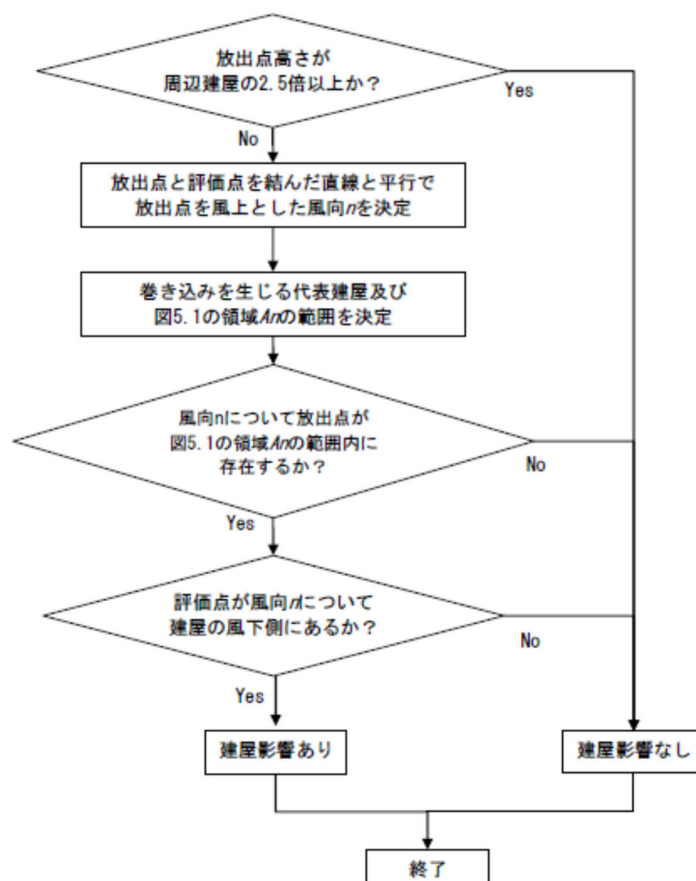 放出点高さが
周辺建屋の2.5倍以上か?
Yes
No
放出点と評価点を結んだ直線と平行で
放出点を風上とした風向nを決定
巻き込みを生じる代表建屋及び
図5.1の領域Anの範囲を決定
風向nについて放出点が
図5.1の領域Anの範囲内に
存在するか?
No
Yes
評価点が風向nについて
建屋の風下側にあるか?
No
Yes
建屋影響あり
建屋影響なし
終了